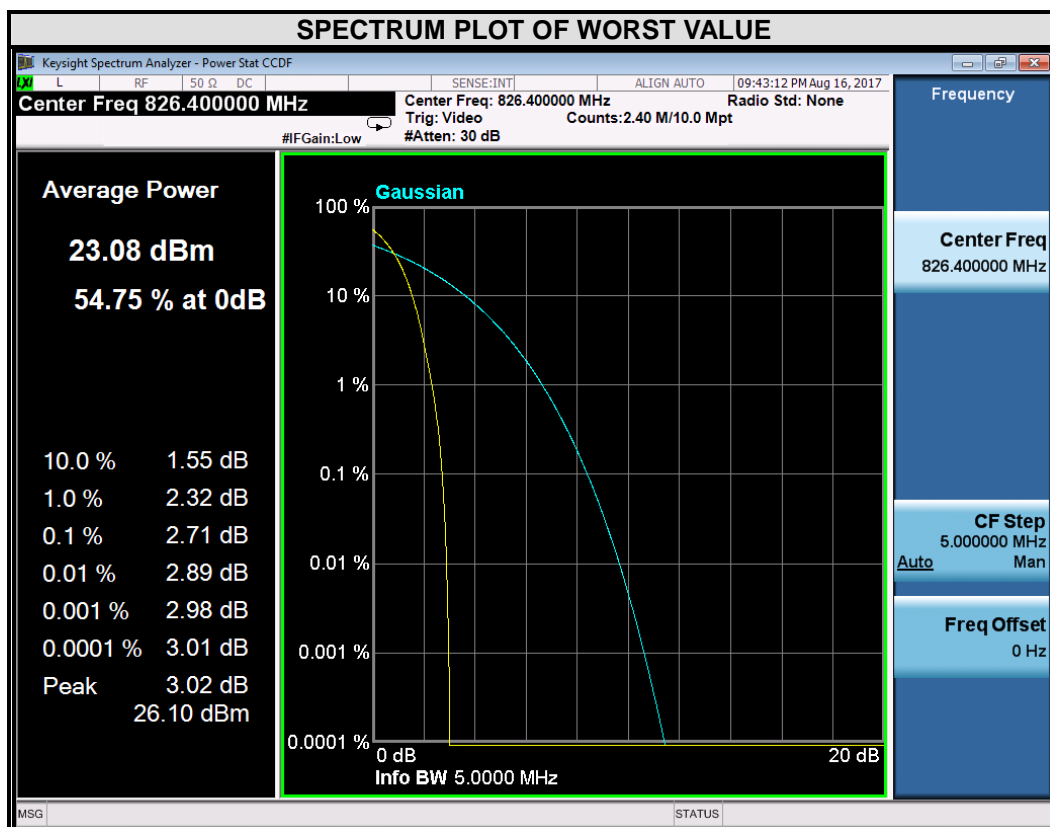 SPECTRUM PLOT OF WORST VALUE
Keysight Spectrum Analyzer - Power Stat CCDF
LXI L RF 50 Ω DC SENSE:INT ALIGN AUTO 09:43:12 PM Aug 16, 2017
Center Freq 826.400000 MHz
Center Freq: 826.400000 MHz Radio Std: None
Trig: Video Counts:2.40 M/10.0 Mpt
#IFGain:Low #Atten: 30 dB
Average Power
23.08 dBm
54.75 % at 0dB
10.0 % 1.55 dB
1.0 % 2.32 dB
0.1 % 2.71 dB
0.01 % 2.89 dB
0.001 % 2.98 dB
0.0001 % 3.01 dB
Peak 3.02 dB
26.10 dBm
Gaussian
100 %
10 %
1 %
0.1 %
0.01 %
0.001 %
0.0001 %
0 dB 20 dB
Info BW 5.0000 MHz
Frequency
Center Freq
826.400000 MHz
CF Step
5.000000 MHz
Auto Man
Freq Offset
0 Hz
MSG STATUS